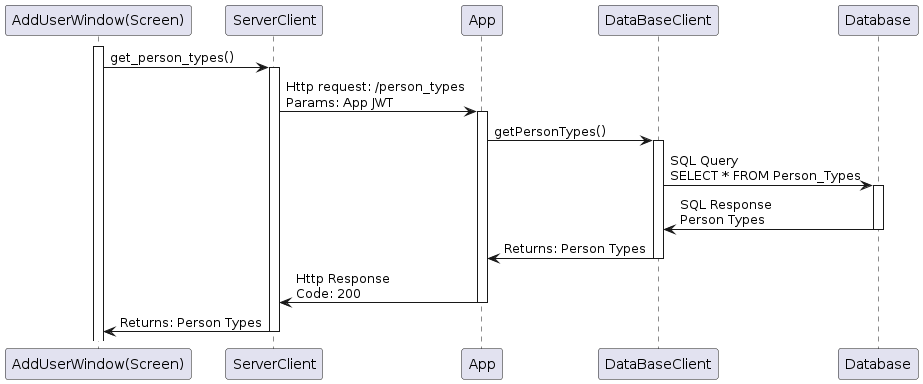 AddUserWindow(Screen)
ServerClient
App
DataBaseClient
Database
get_person_types()
Http request: /person_types
Params: App JWT
getPersonTypes()
SQL Query
SELECT * FROM Person_Types
SQL Response
Person Types
Returns: Person Types
Http Response
Code: 200
Returns: Person Types
AddUserWindow(Screen)
ServerClient
App
DataBaseClient
Database